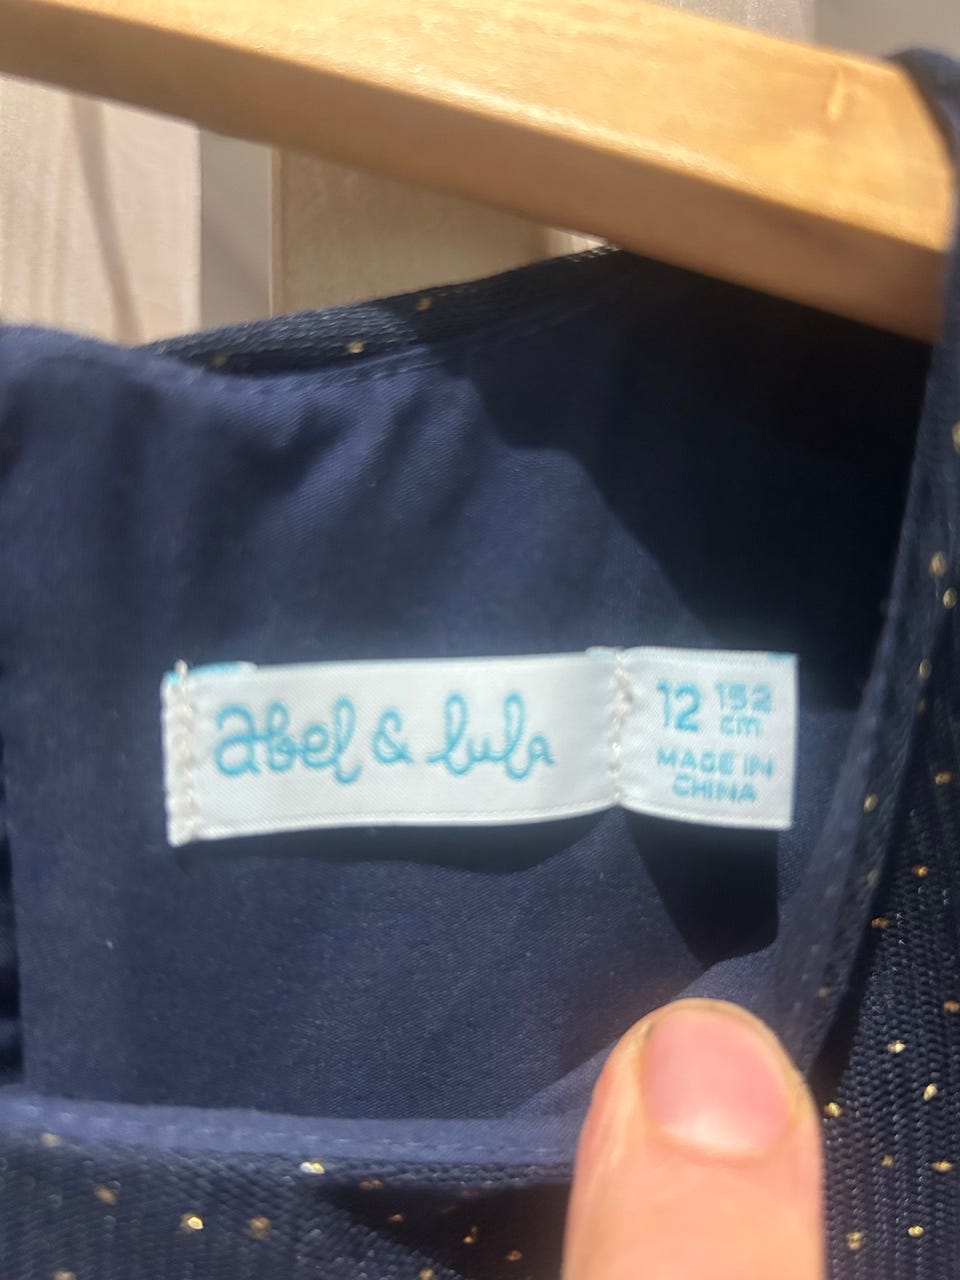 abel & lula
12 152 cm
MADE IN
CHINA